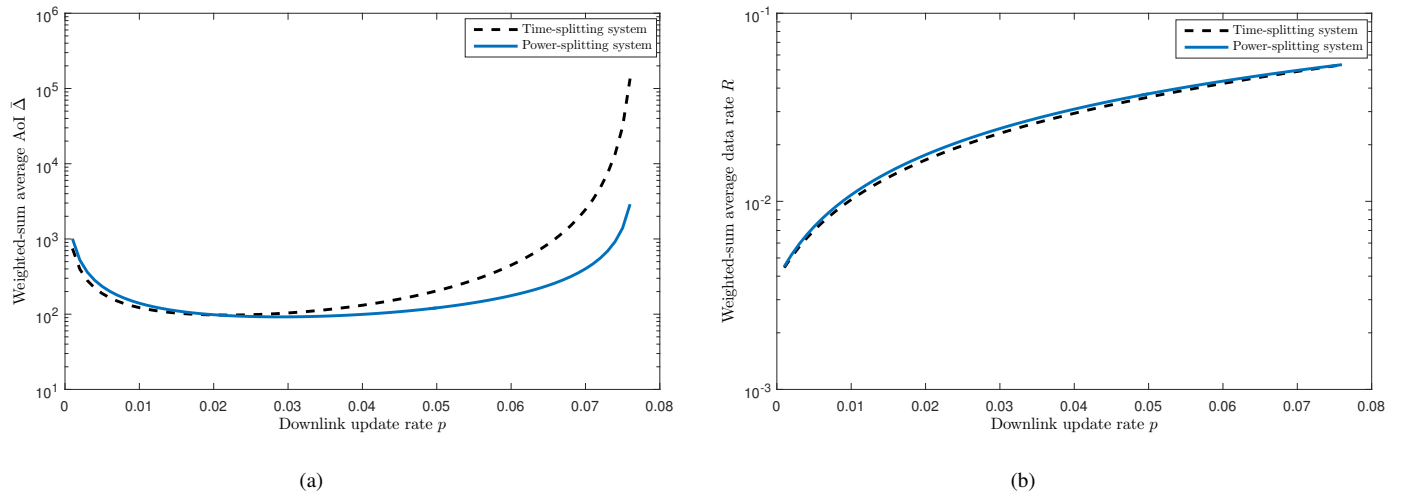 10^6
10^5
10^4
10^3
10^2
10^1
Weighted-sum average AoI Δ̄
Time-splitting system
Power-splitting system
0 0.01 0.02 0.03 0.04 0.05 0.06 0.07 0.08
Downlink update rate p
(a)
10^-1
10^-2
10^-3
Weighted-sum average data rate R
Time-splitting system
Power-splitting system
0 0.01 0.02 0.03 0.04 0.05 0.06 0.07 0.08
Downlink update rate p
(b)